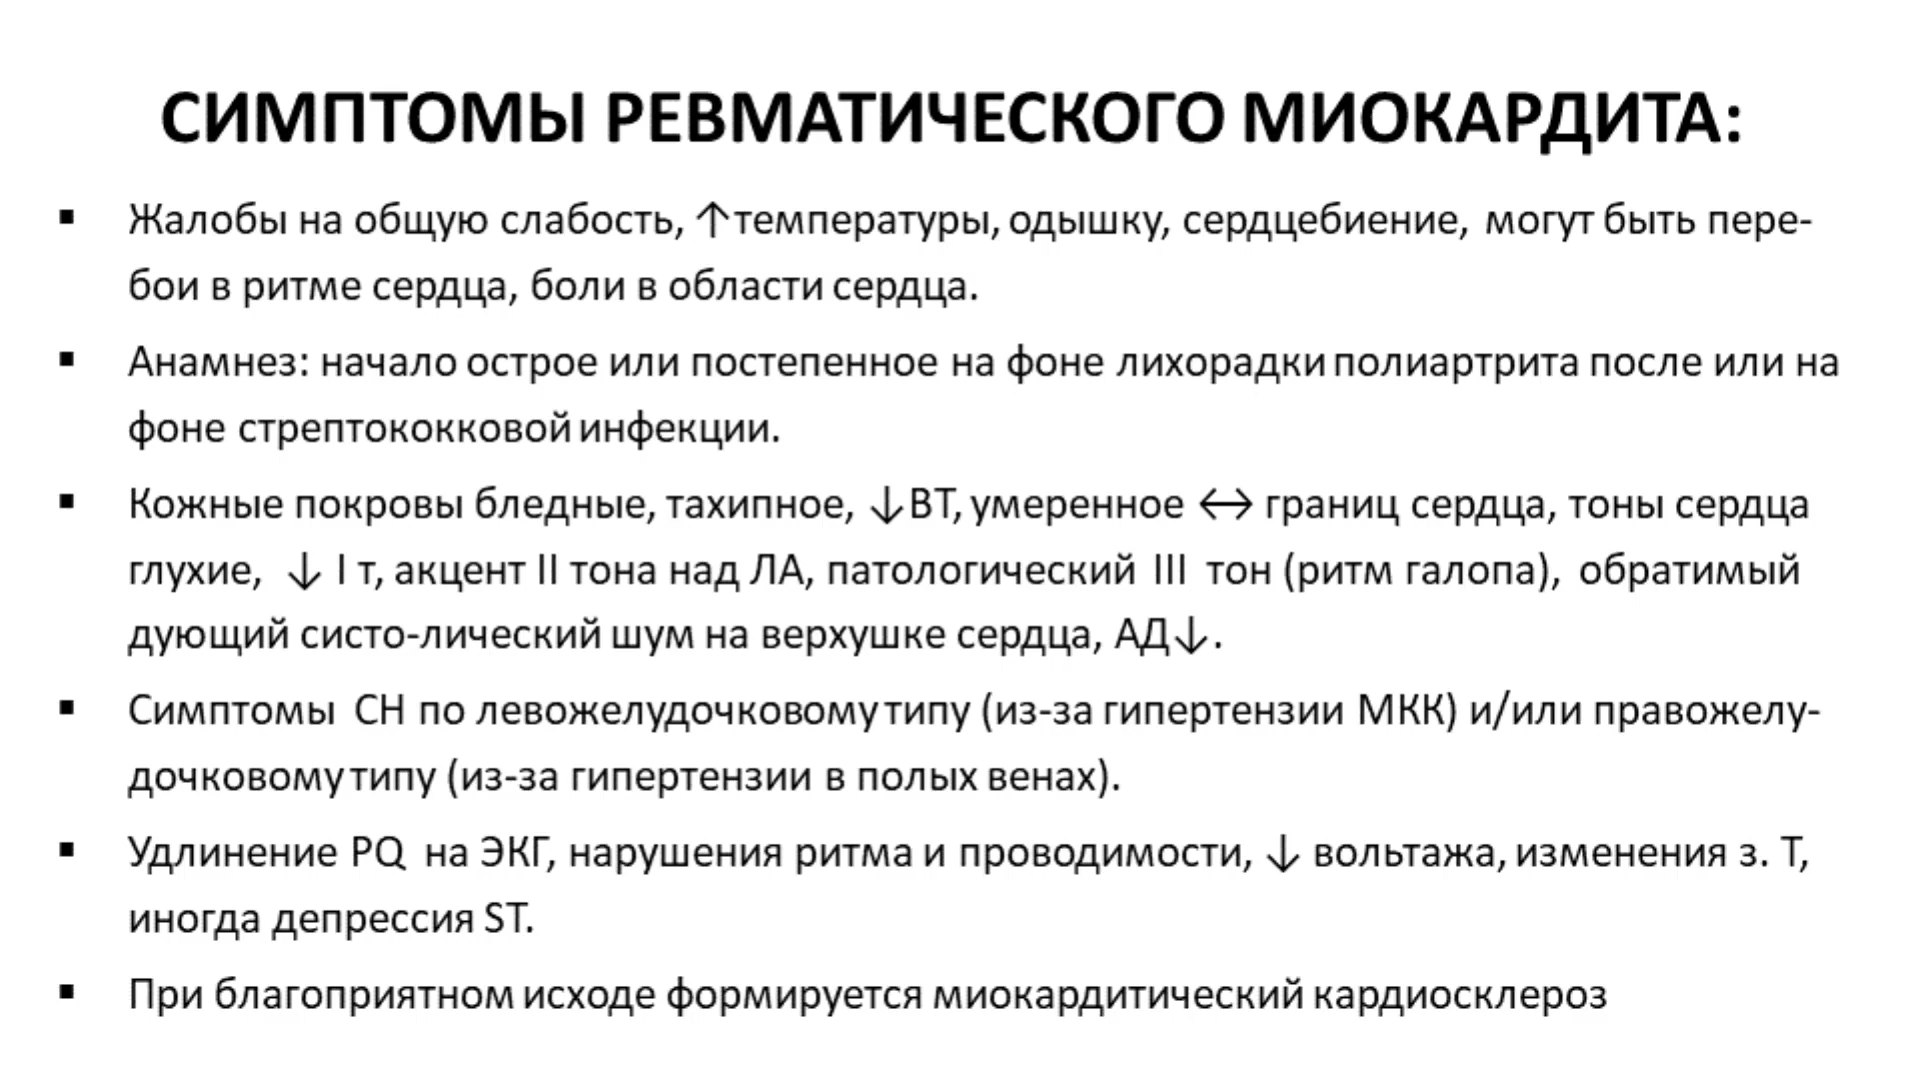 СИМПТОМЫ РЕВМАТИЧЕСКОГО МИОКАРДИТА:
▪ Жалобы на общую слабость, ↑температуры, одышку, сердцебиение, могут быть пере-
бои в ритме сердца, боли в области сердца.
▪ Анамнез: начало острое или постепенное на фоне лихорадки полиартрита после или на
фоне стрептококковой инфекции.
▪ Кожные покровы бледные, тахипное, ↓ВТ, умеренное ↔ границ сердца, тоны сердца
глухие, ↓ I т, акцент II тона над ЛА, патологический III тон (ритм галопа), обратимый
дующий систо-лический шум на верхушке сердца, АД↓.
▪ Симптомы СН по левожелудочковому типу (из-за гипертензии МКК) и/или правожелу-
дочковому типу (из-за гипертензии в полых венах).
▪ Удлинение PQ на ЭКГ, нарушения ритма и проводимости, ↓ вольтажа, изменения з. Т,
иногда депрессия ST.
▪ При благоприятном исходе формируется миокардитический кардиосклероз